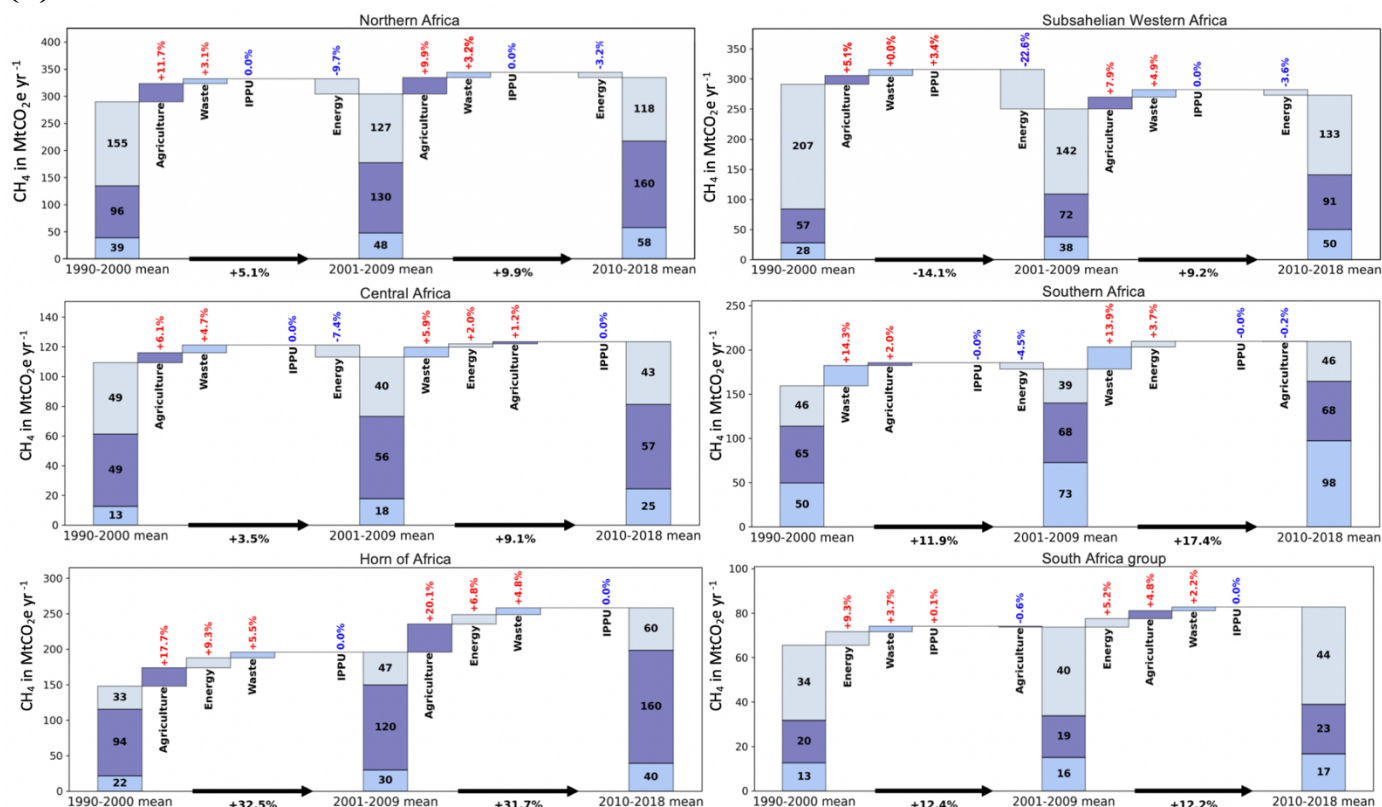 Northern Africa
CH4 in MtCO2e yr-1
400
350
300
250
200
150
100
50
0
155
96
39
Agriculture +11.7%
Waste +3.1%
IPPU 0.0%
Energy -9.7%
127
130
48
Agriculture +9.9%
Waste +3.2%
IPPU 0.0%
Energy -3.2%
118
160
58
1990-2000 mean +5.1% 2001-2009 mean +9.9% 2010-2018 mean
Subsahelian Western Africa
CH4 in MtCO2e yr-1
350
300
250
200
150
100
50
0
207
57
28
Agriculture +5.1%
Waste +0.0%
IPPU +3.4%
Energy -22.6%
142
72
38
Agriculture +7.9%
Waste +4.9%
IPPU 0.0%
Energy -3.6%
133
91
50
1990-2000 mean -14.1% 2001-2009 mean +9.2% 2010-2018 mean
Central Africa
CH4 in MtCO2e yr-1
140
120
100
80
60
40
20
0
49
49
13
Agriculture +6.1%
Waste +4.7%
IPPU 0.0%
Energy -7.4%
40
56
18
Waste +5.9%
Energy +2.0%
Agriculture +1.2%
IPPU 0.0%
43
57
25
1990-2000 mean +3.5% 2001-2009 mean +9.1% 2010-2018 mean
Southern Africa
CH4 in MtCO2e yr-1
250
200
150
100
50
0
46
65
50
Waste +14.3%
Agriculture +2.0%
IPPU -0.0%
Energy -4.5%
39
68
73
Waste +13.9%
Energy +3.7%
IPPU -0.0%
Agriculture -0.2%
46
68
98
1990-2000 mean +11.9% 2001-2009 mean +17.4% 2010-2018 mean
Horn of Africa
CH4 in MtCO2e yr-1
300
250
200
150
100
50
0
33
94
22
Agriculture +17.7%
Energy +9.3%
Waste +5.5%
IPPU 0.0%
47
120
30
Agriculture +20.1%
Energy +6.8%
Waste +4.8%
IPPU 0.0%
60
160
40
1990-2000 mean +32.5% 2001-2009 mean +31.7% 2010-2018 mean
South Africa group
CH4 in MtCO2e yr-1
100
80
60
40
20
0
34
20
13
Energy +9.3%
Waste +3.7%
IPPU +0.1%
Agriculture -0.6%
40
19
16
Energy +5.2%
Agriculture +4.8%
Waste +2.2%
IPPU 0.0%
44
23
17
1990-2000 mean +12.4% 2001-2009 mean +12.2% 2010-2018 mean